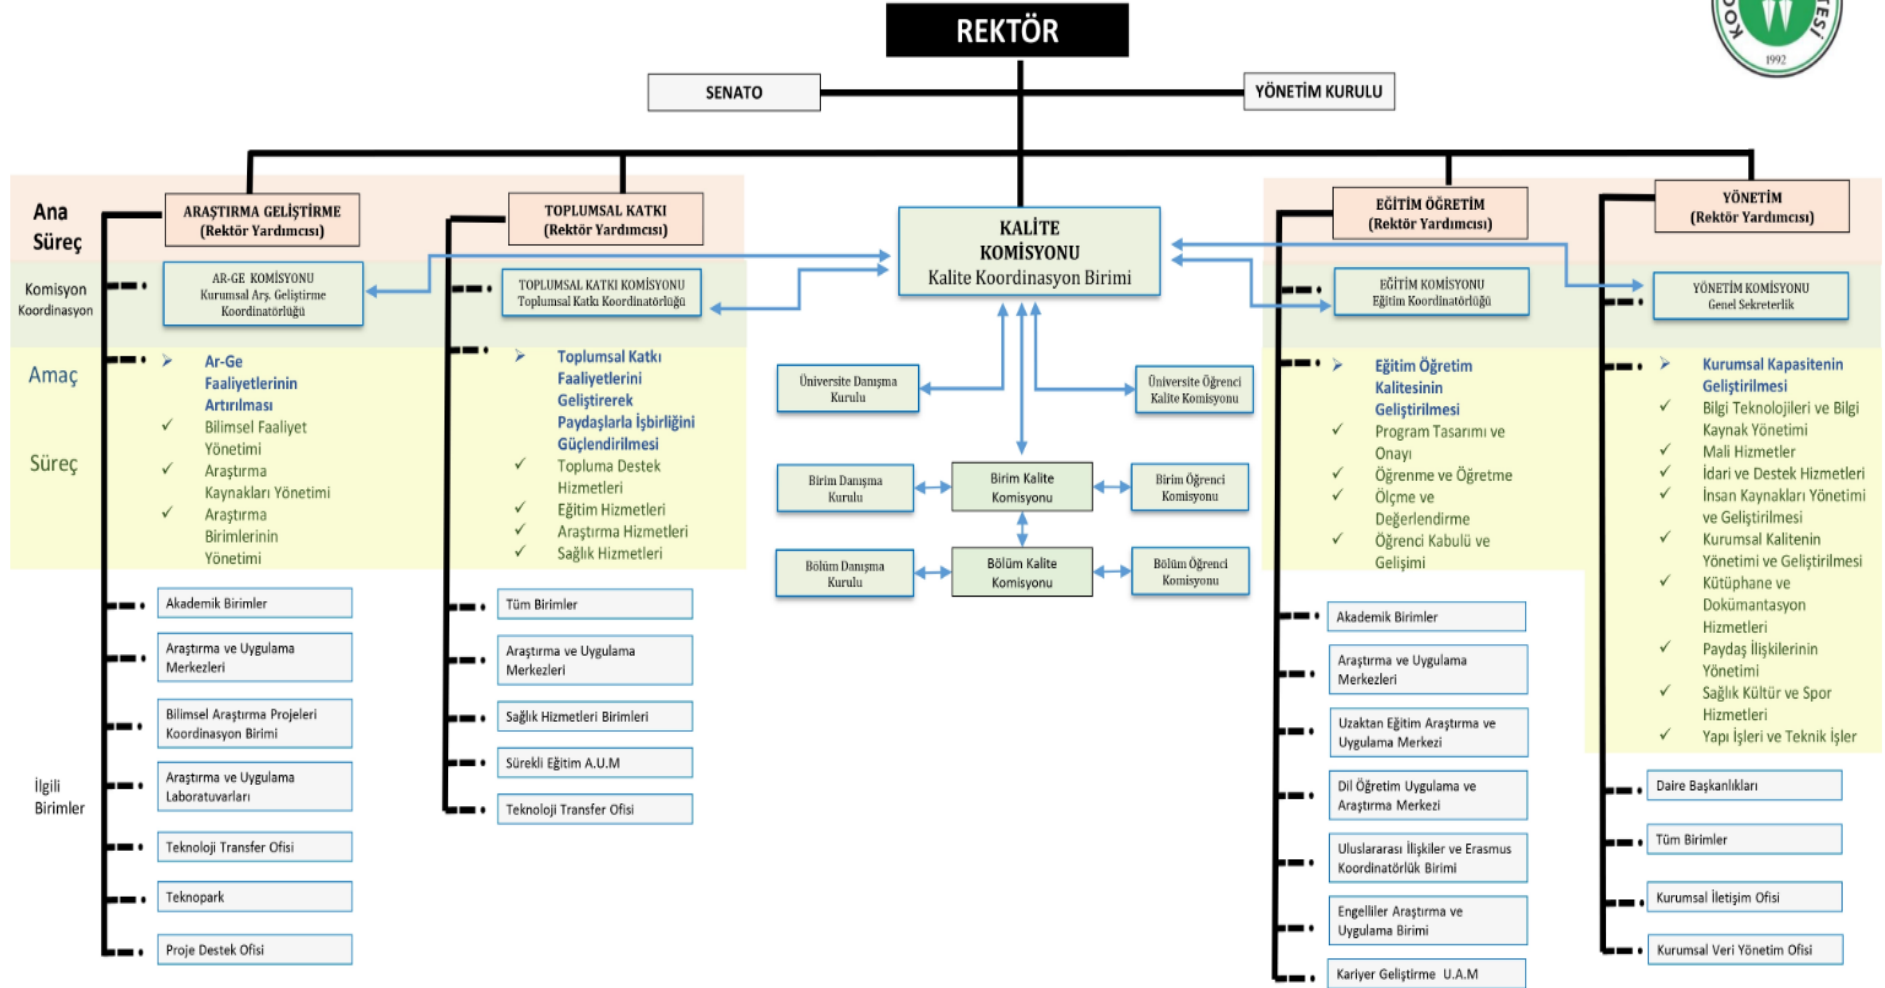 REKTÖR
KOC
TESİ
1992
SENATO
YÖNETİM KURULU
Ana
Süreç
ARAŞTIRMA GELİŞTİRME
(Rektör Yardımcısı)
TOPLUMSAL KATKI
(Rektör Yardımcısı)
KALİTE
KOMİSYONU
Kalite Koordinasyon Birimi
EĞİTİM ÖĞRETİM
(Rektör Yardımcısı)
YÖNETİM
(Rektör Yardımcısı)
Komisyon
Koordinasyon
AR-GE KOMİSYONU
Kurumsal Arş. Geliştirme
Koordinatörlüğü
TOPLUMSAL KATKI KOMİSYONU
Toplumsal Katkı Koordinatörlüğü
EĞİTİM KOMİSYONU
Eğitim Koordinatörlüğü
YÖNETİM KOMİSYONU
Genel Sekreterlik
Amaç
Süreç
Ar-Ge
Faaliyetlerinin
Artırılması
Bilimsel Faaliyet
Yönetimi
Araştırma
Kaynakları Yönetimi
Araştırma
Birimlerinin
Yönetimi
Toplumsal Katkı
Faaliyetlerini
Geliştirerek
Paydaşlarla İşbirliğini
Güçlendirilmesi
Topluma Destek
Hizmetleri
Eğitim Hizmetleri
Araştırma Hizmetleri
Sağlık Hizmetleri
Üniversite Danışma
Kurulu
Üniversite Öğrenci
Kalite Komisyonu
Birim Danışma
Kurulu
Birim Kalite
Komisyonu
Birim Öğrenci
Komisyonu
Bölüm Danışma
Kurulu
Bölüm Kalite
Komisyonu
Bölüm Öğrenci
Komisyonu
Eğitim Öğretim
Kalitesinin
Geliştirilmesi
Program Tasarımı ve
Onayı
Öğrenme ve Öğretme
Ölçme ve
Değerlendirme
Öğrenci Kabulü ve
Gelişimi
Kurumsal Kapasitenin
Geliştirilmesi
Bilgi Teknolojileri ve Bilgi
Kaynak Yönetimi
Mali Hizmetler
İdari ve Destek Hizmetleri
İnsan Kaynakları Yönetimi
ve Geliştirilmesi
Kurumsal Kalitenin
Yönetimi ve Geliştirilmesi
Kütüphane ve
Dokümantasyon
Hizmetleri
Paydaş İlişkilerinin
Yönetimi
Sağlık Kültür ve Spor
Hizmetleri
Yapı İşleri ve Teknik İşler
İlgili
Birimler
Akademik Birimler
Araştırma ve Uygulama
Merkezleri
Bilimsel Araştırma Projeleri
Koordinasyon Birimi
Araştırma ve Uygulama
Laboratuvarları
Teknoloji Transfer Ofisi
Teknopark
Proje Destek Ofisi
Tüm Birimler
Araştırma ve Uygulama
Merkezleri
Sağlık Hizmetleri Birimleri
Sürekli Eğitim A.U.M
Teknoloji Transfer Ofisi
Akademik Birimler
Araştırma ve Uygulama
Merkezleri
Uzaktan Eğitim Araştırma ve
Uygulama Merkezi
Dil Öğretim Uygulama ve
Araştırma Merkezi
Uluslararası İlişkiler ve Erasmus
Koordinatörlük Birimi
Engelliler Araştırma ve
Uygulama Birimi
Kariyer Geliştirme U.A.M
Daire Başkanlıkları
Tüm Birimler
Kurumsal İletişim Ofisi
Kurumsal Veri Yönetim Ofisi